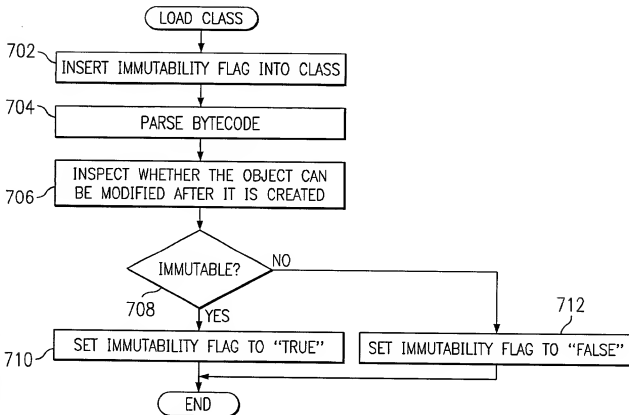 LOAD CLASS
702
INSERT IMMUTABILITY FLAG INTO CLASS
704
PARSE BYTECODE
INSPECT WHETHER THE OBJECT CAN
BE MODIFIED AFTER IT IS CREATED
706
IMMUTABLE?
NO
708
YES
712
710
SET IMMUTABILITY FLAG TO “TRUE”
SET IMMUTABILITY FLAG TO “FALSE”
END